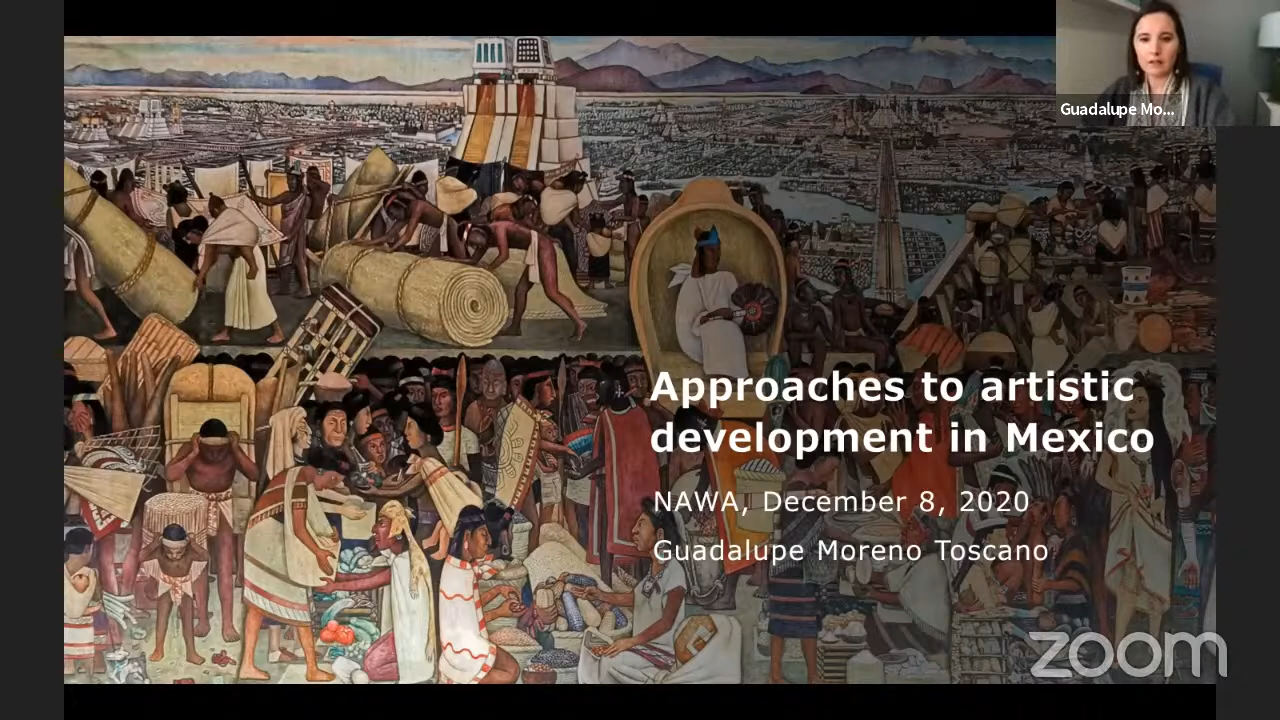 Guadalupe Mo...
Approaches to artistic
development in Mexico
NAWA, December 8, 2020
Guadalupe Moreno Toscano
zoom